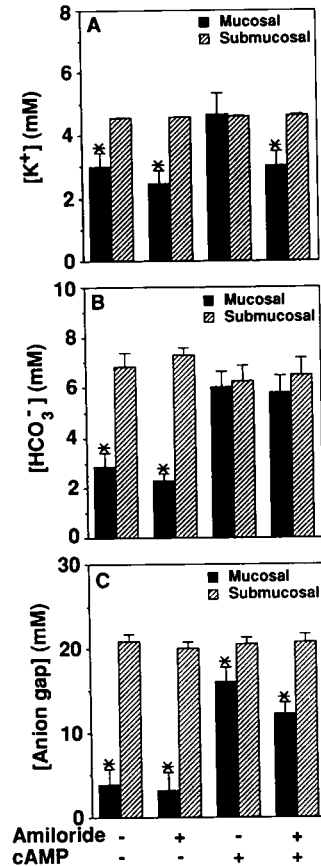 A
Mucosal
Submucosal
[K+] (mM)
8
6
4
2
0
* * *
B
Mucosal
Submucosal
[HCO3-] (mM)
10
8
6
4
2
0
* *
C
Mucosal
Submucosal
[Anion gap] (mM)
30
20
10
0
* * * *
Amiloride - + - +
cAMP - - + +